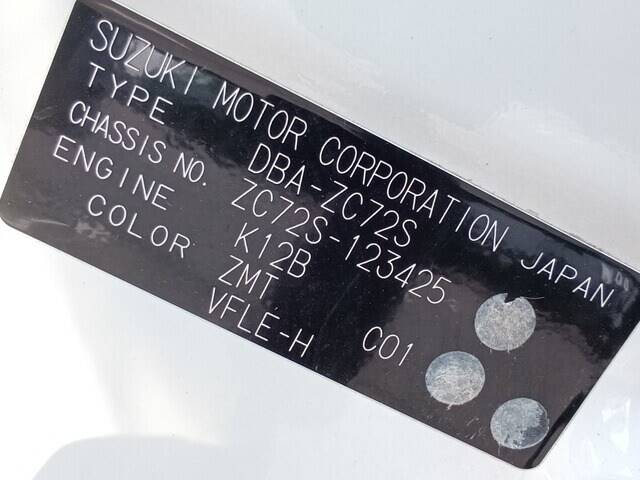 SUZUKI MOTOR CORPORATION JAPAN
TYPE DBA-ZC72S
CHASSIS NO. ZC72S-123425
ENGINE K12B
COLOR ZMT
VFLE-H C01